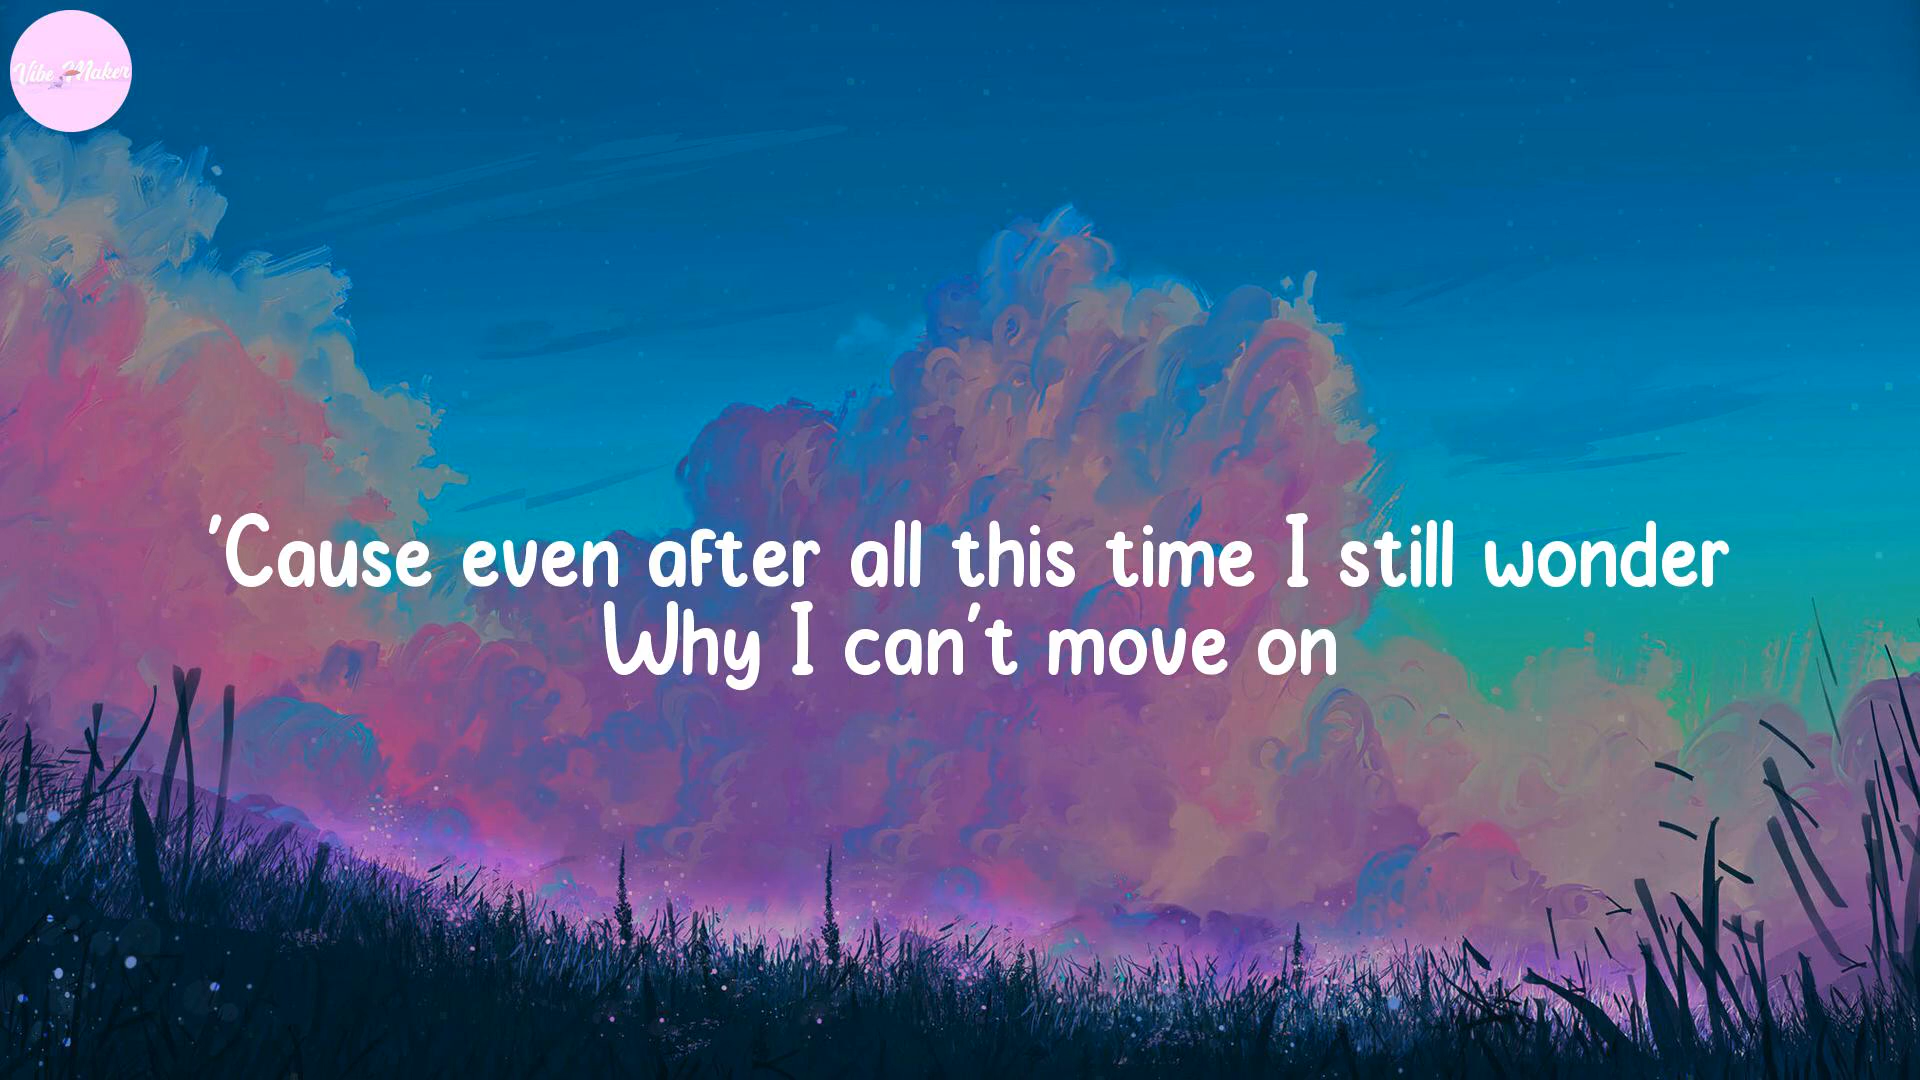 Vibe Maker
'Cause even after all this time I still wonder
Why I can't move on